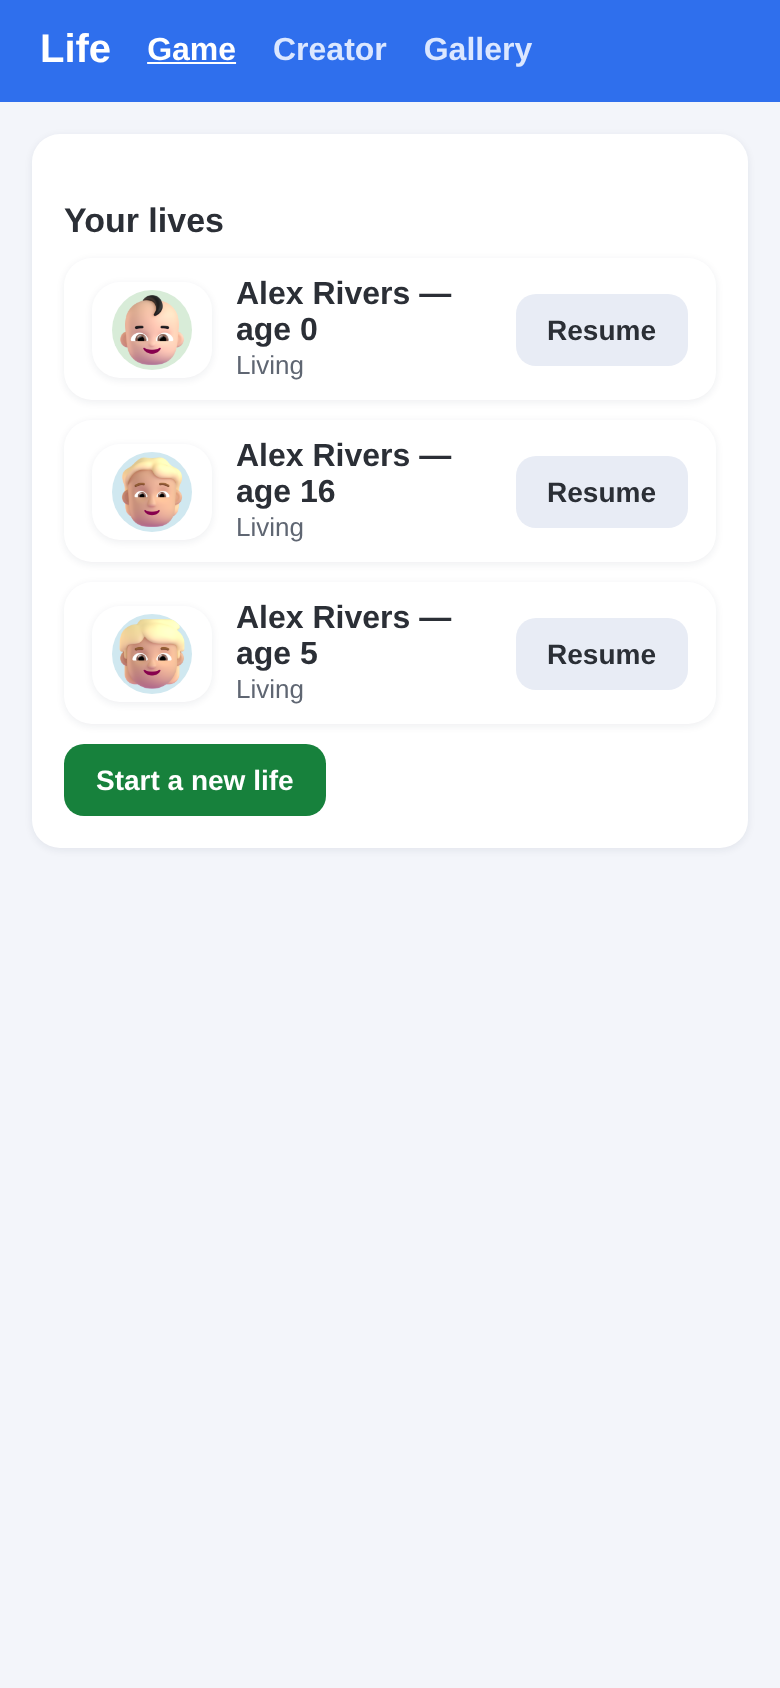 Life Game Creator Gallery
Your lives
Alex Rivers —
age 0
Living
Resume
Alex Rivers —
age 16
Living
Resume
Alex Rivers —
age 5
Living
Resume
Start a new life